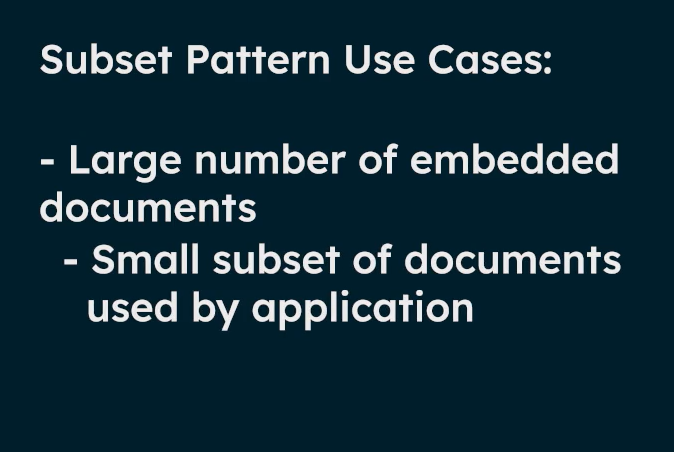 Subset Pattern Use Cases:
- Large number of embedded
documents
- Small subset of documents
used by application